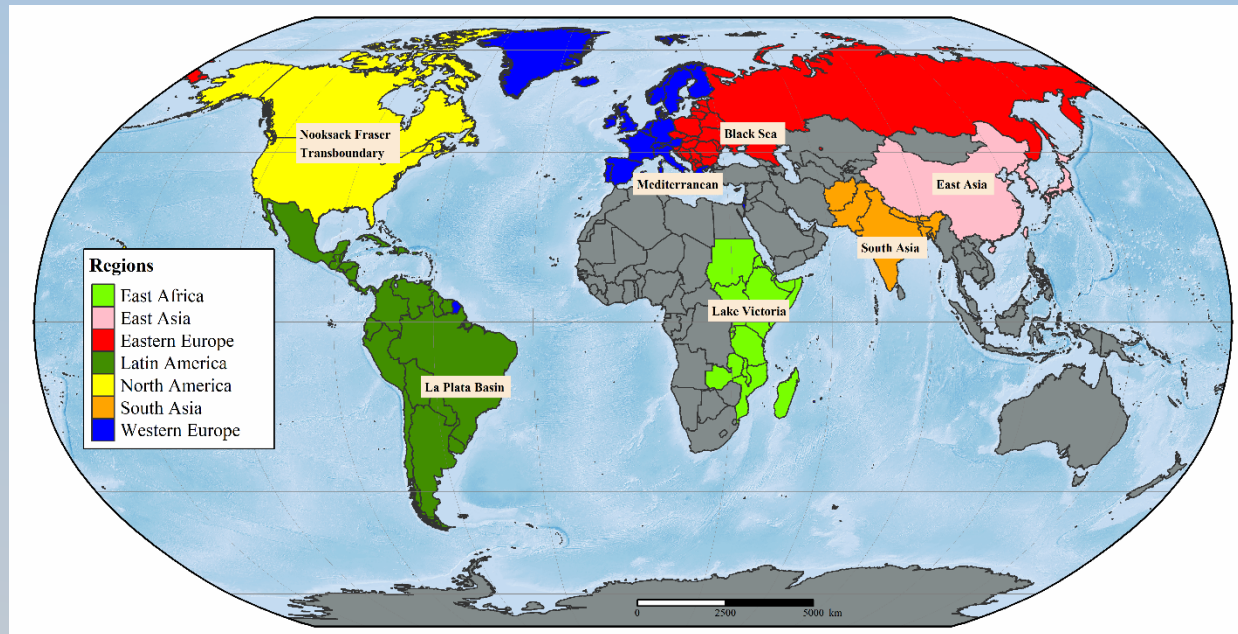 Nooksack Fraser
Transboundary
Black Sea
Mediterranean
East Asia
South Asia
Lake Victoria
La Plata Basin
Regions
East Africa
East Asia
Eastern Europe
Latin America
North America
South Asia
Western Europe
0 2500 5000 km